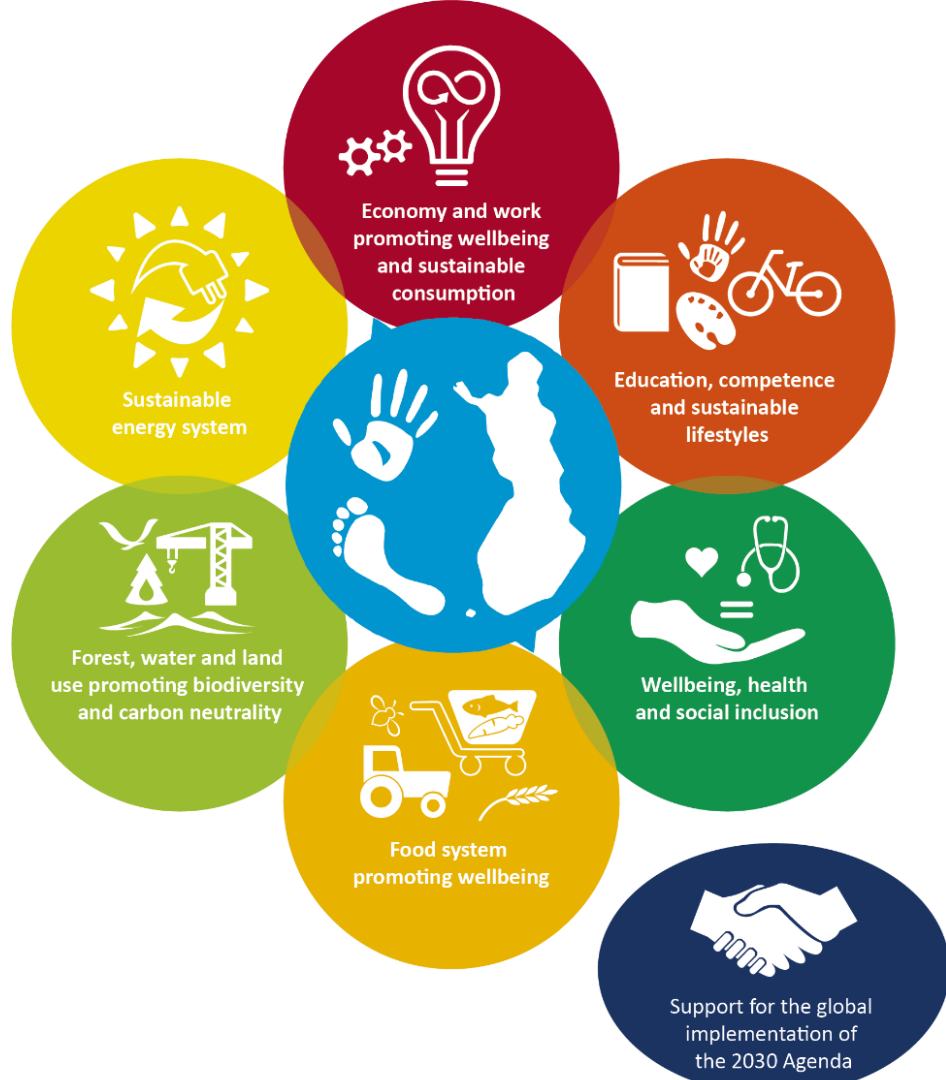 Economy and work
promoting wellbeing
and sustainable
consumption
Education, competence
and sustainable
lifestyles
Sustainable
energy system
Forest, water and land
use promoting biodiversity
and carbon neutrality
Wellbeing, health
and social inclusion
Food system
promoting wellbeing
Support for the global
implementation of
the 2030 Agenda